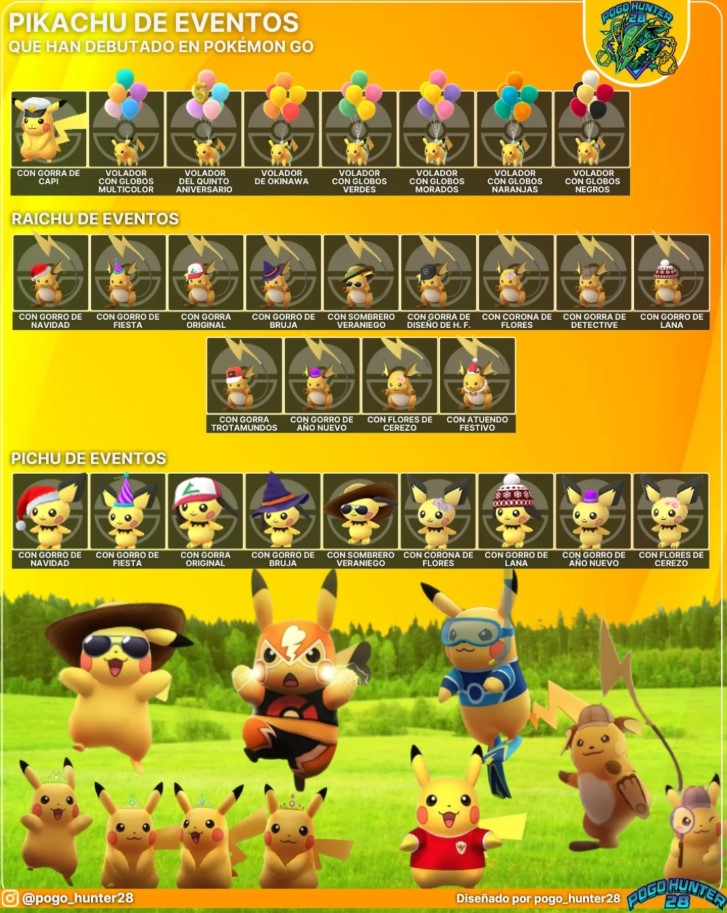 PIKACHU DE EVENTOS
QUE HAN DEBUTADO EN POKÉMON GO
POGO HUNTER
28
CON GORRA DE
CAPI
VOLADOR
CON GLOBOS
MULTICOLOR
VOLADOR
DEL QUINTO
ANIVERSARIO
VOLADOR
DE OKINAWA
VOLADOR
CON GLOBOS
VERDES
VOLADOR
CON GLOBOS
MORADOS
VOLADOR
CON GLOBOS
NARANJAS
VOLADOR
CON GLOBOS
NEGROS
RAICHU DE EVENTOS
CON GORRO DE
NAVIDAD
CON GORRO DE
FIESTA
CON GORRA
ORIGINAL
CON GORRO DE
BRUJA
CON SOMBRERO
VERANIEGO
CON GORRA DE
DISEÑO DE H. F.
CON CORONA DE
FLORES
CON GORRA DE
DETECTIVE
CON GORRO DE
LANA
CON GORRA
TROTAMUNDOS
CON GORRO DE
AÑO NUEVO
CON FLORES DE
CEREZO
CON ATUENDO
FESTIVO
PICHU DE EVENTOS
CON GORRO DE
NAVIDAD
CON GORRO DE
FIESTA
CON GORRA
ORIGINAL
CON GORRO DE
BRUJA
CON SOMBRERO
VERANIEGO
CON CORONA DE
FLORES
CON GORRO DE
LANA
CON GORRO DE
AÑO NUEVO
CON FLORES DE
CEREZO
@pogo_hunter28
Diseñado por pogo_hunter28
POGO HUNTER
28